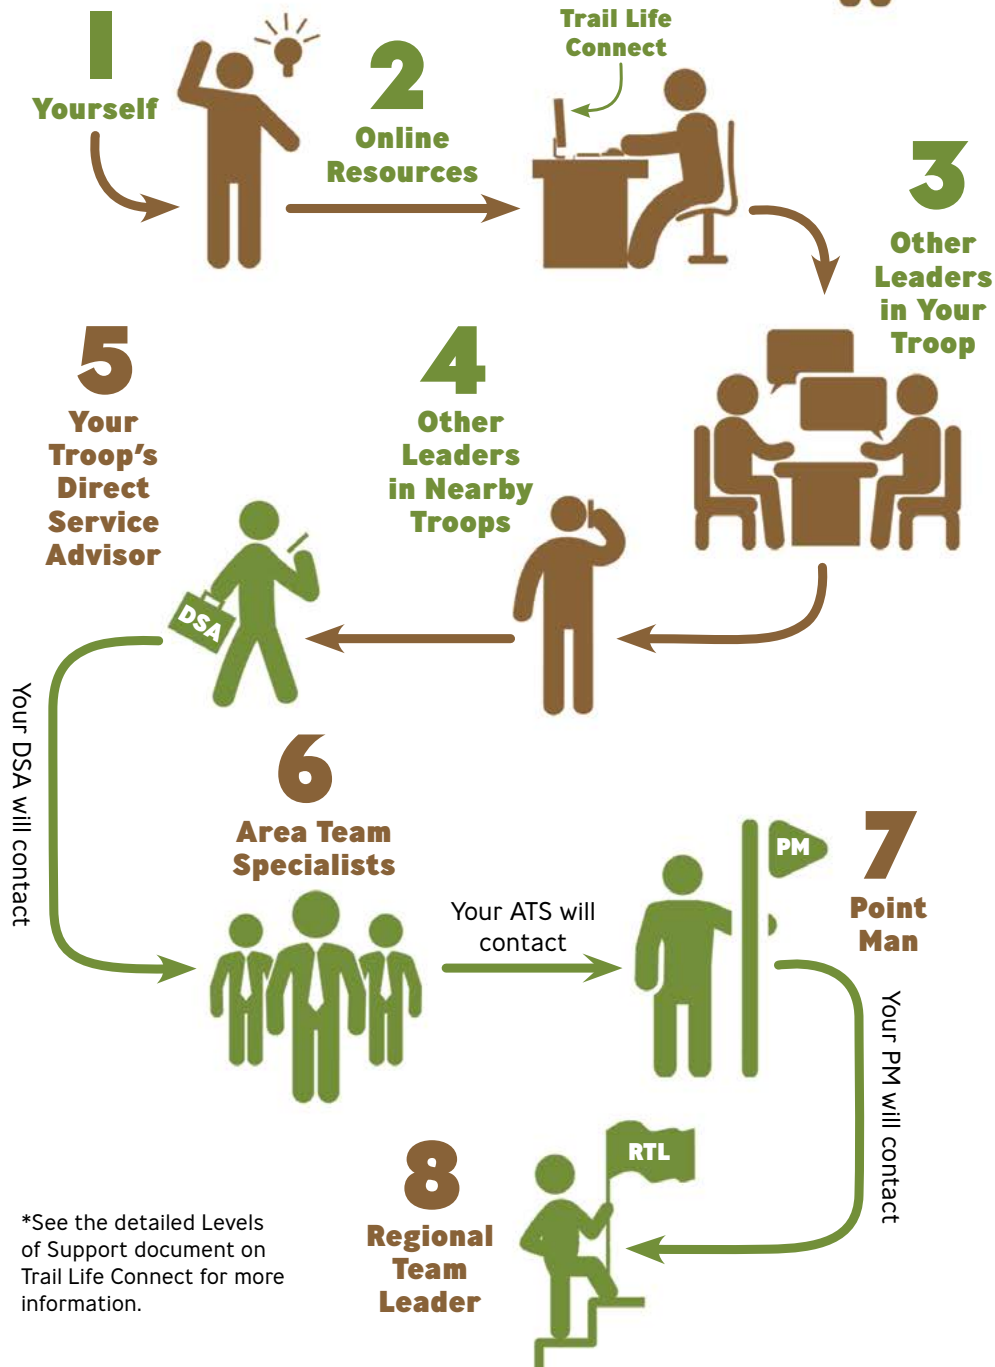 1
Yourself
2
Online
Resources
Trail Life
Connect
3
Other
Leaders
in Your
Troop
4
Other
Leaders
in Nearby
Troops
5
Your
Troop's
Direct
Service
Advisor
DSA
Your DSA will contact
6
Area Team
Specialists
Your ATS will
contact
PM
7
Point
Man
Your PM will contact
8
Regional
Team
Leader
RTL
*See the detailed Levels
of Support document on
Trail Life Connect for more
information.